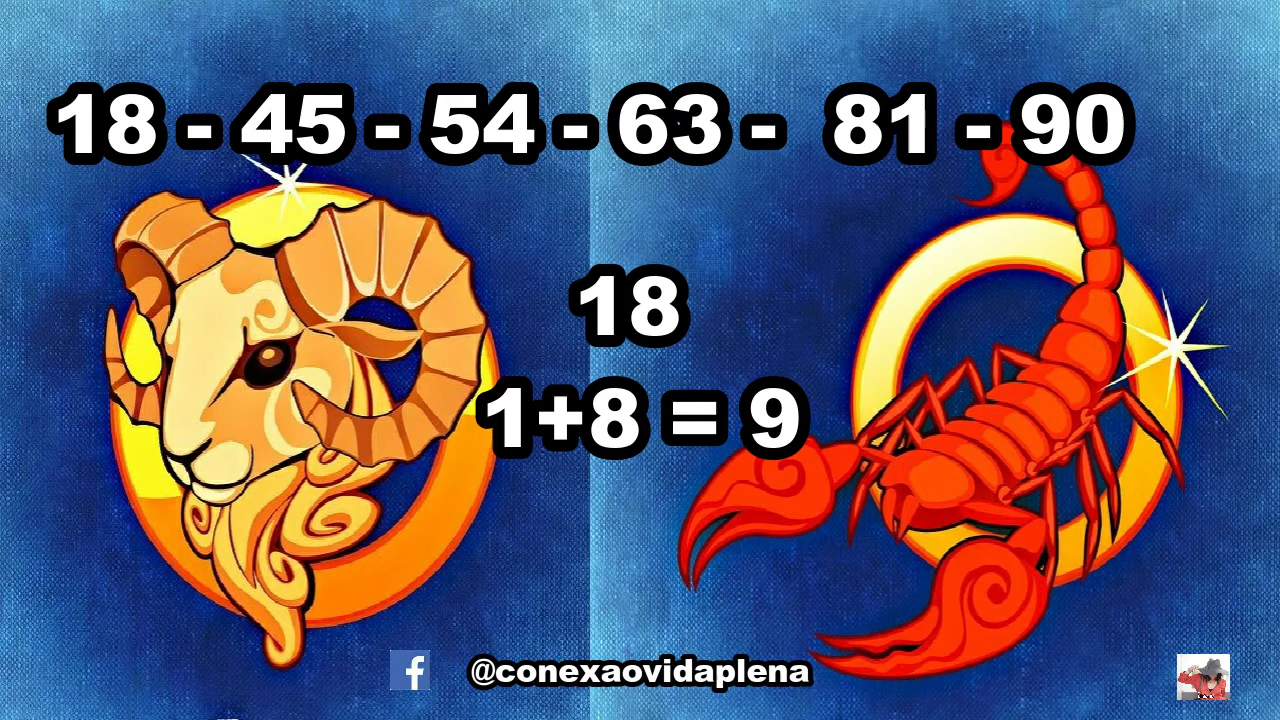 18 - 45 - 54 - 63 - 81 - 90
18
1+8 = 9
f @conexaovidaplena